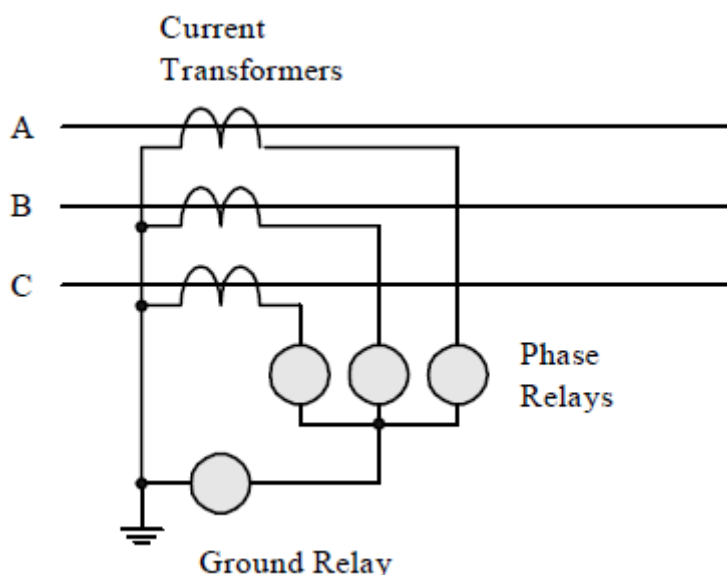 Current
Transformers
A
B
C
Phase
Relays
Ground Relay